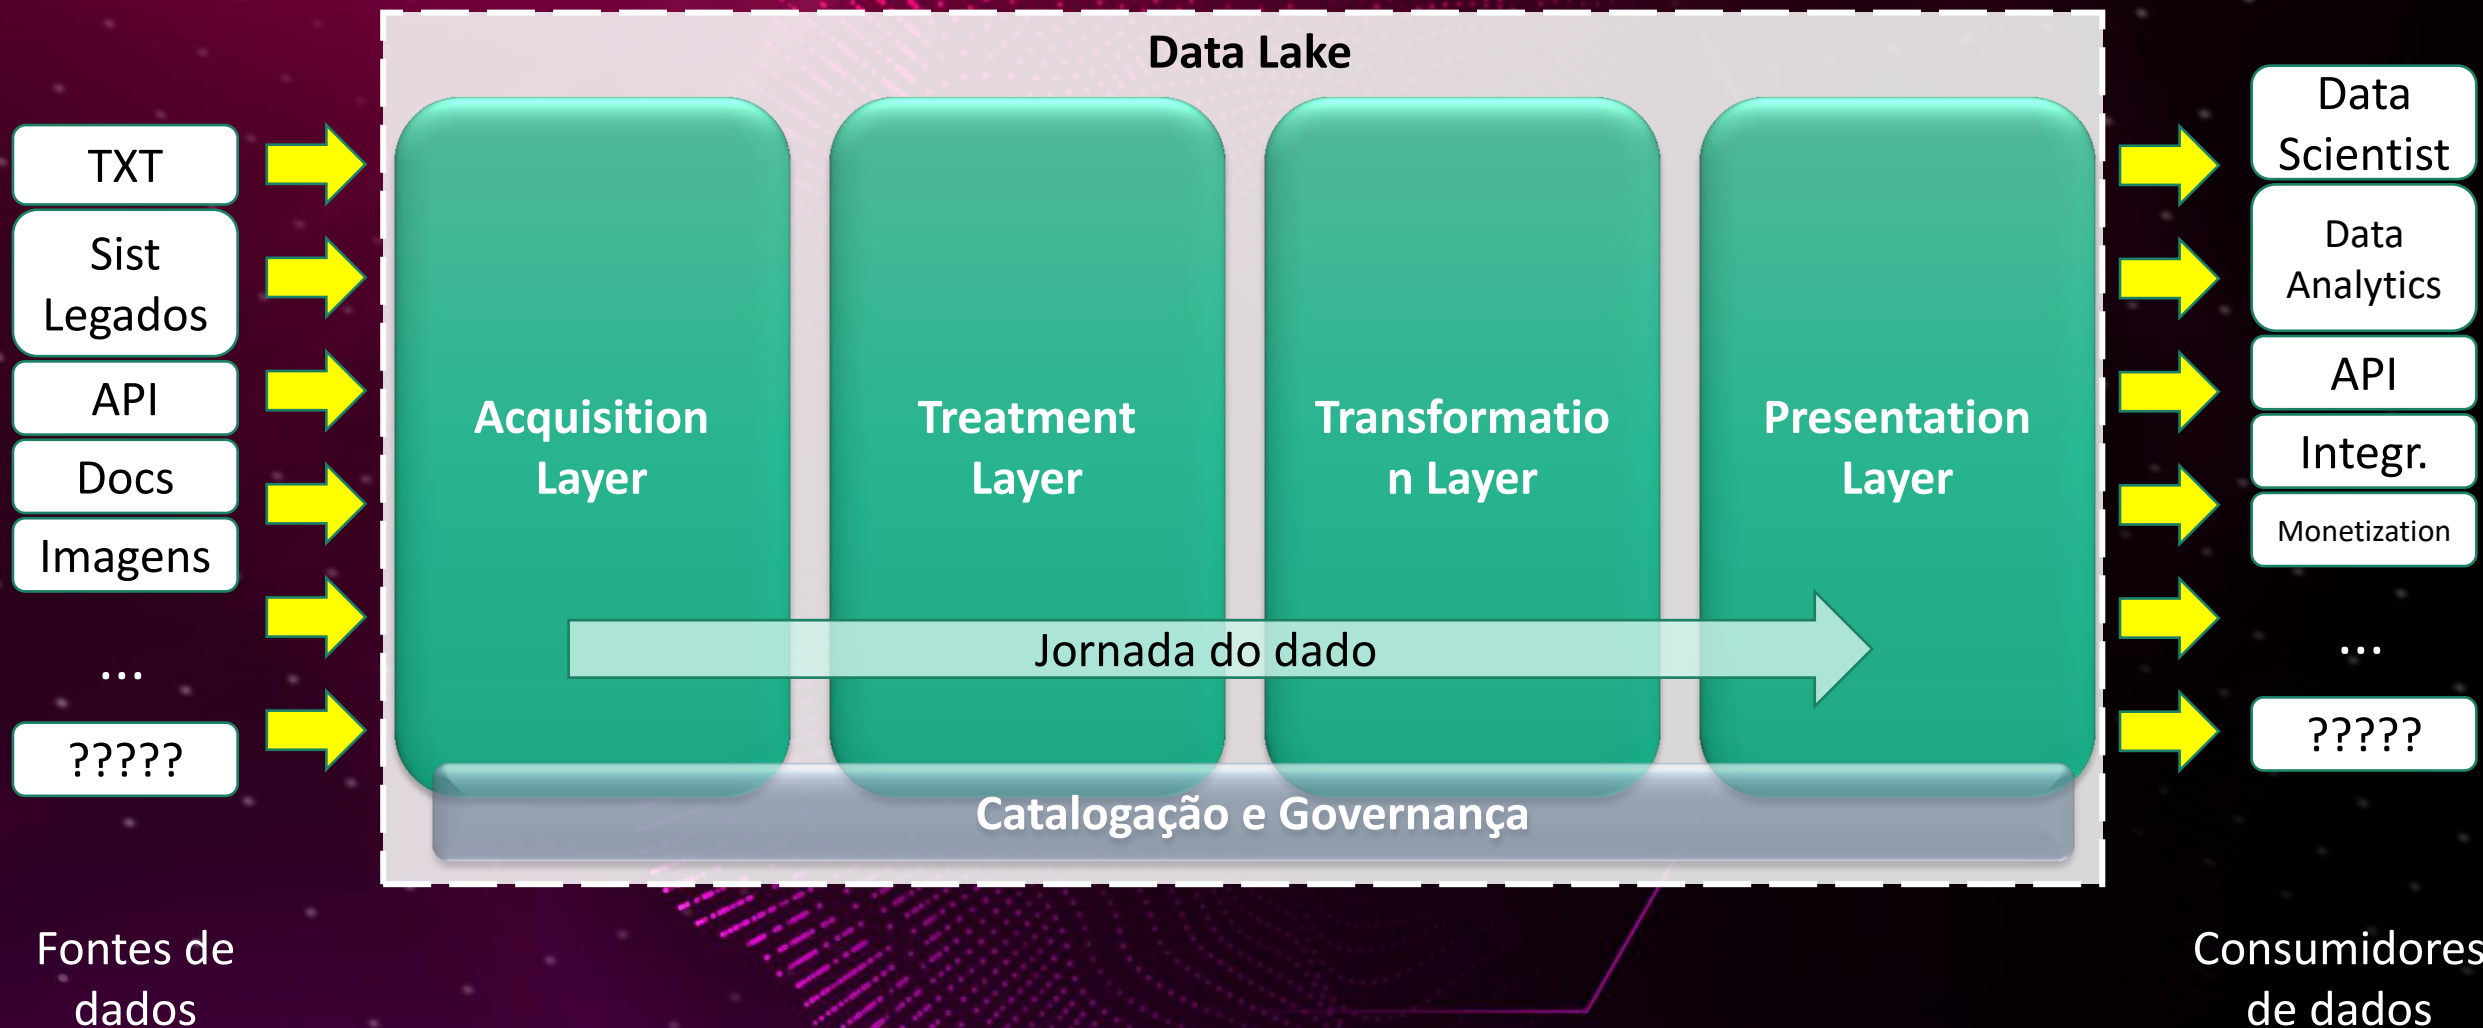 Data Lake
TXT
Sist
Legados
API
Docs
Imagens
...
?????
Fontes de
dados
Acquisition
Layer
Treatment
Layer
Transformatio
n Layer
Presentation
Layer
Jornada do dado
Catalogação e Governança
Data
Scientist
Data
Analytics
API
Integr.
Monetization
...
?????
Consumidores
de dados